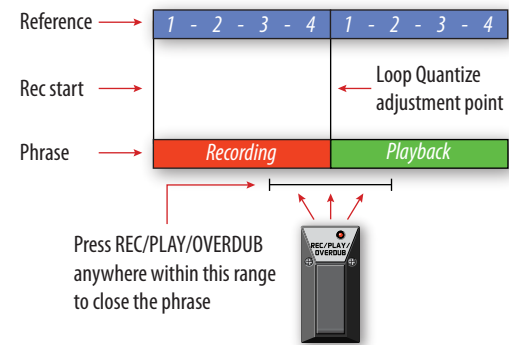 Reference
1 - 2 - 3 - 4 1 - 2 - 3 - 4
Rec start
Loop Quantize
adjustment point
Phrase
Recording
Playback
Press REC/PLAY/OVERDUB
anywhere within this range
to close the phrase
REC/PLAY/
OVERDUB